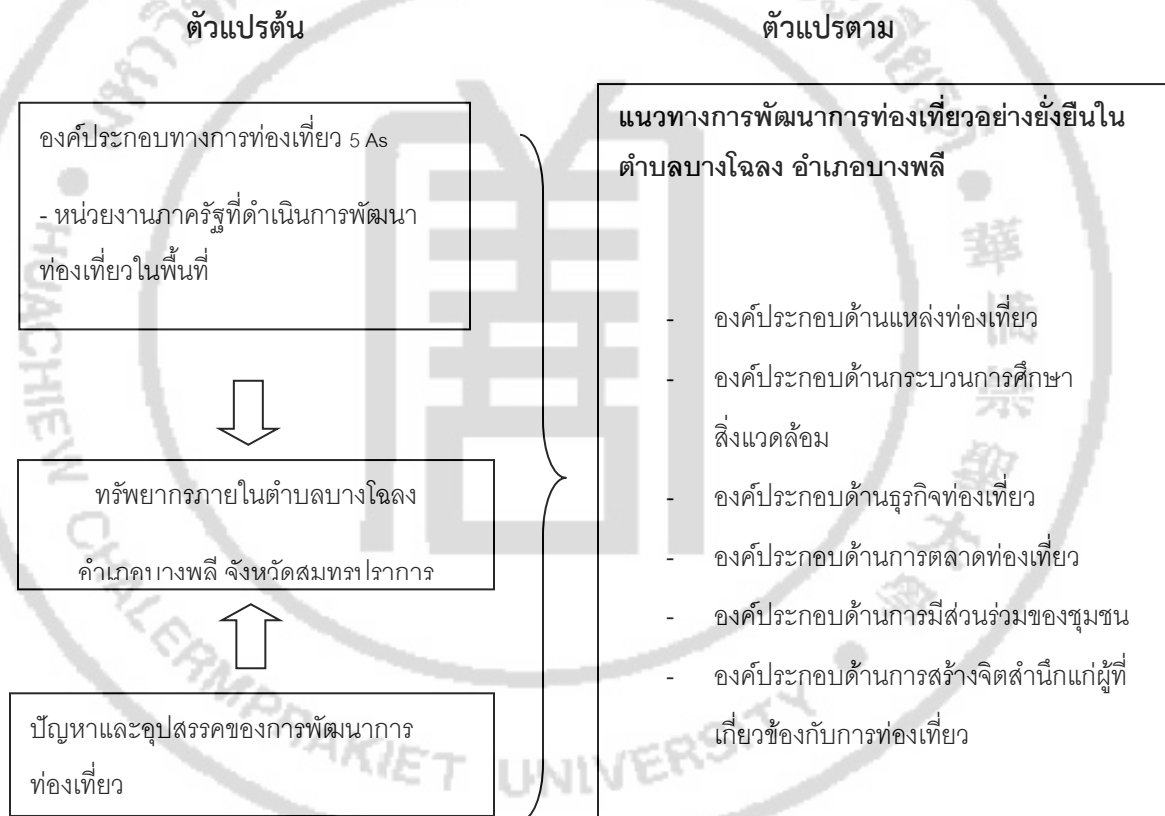 ตัวแปรต้น
องค์ประกอบทางการท่องเที่ยว 5 As
- หน่วยงานภาครัฐที่ดำเนินการพัฒนา
ท่องเที่ยวในพื้นที่
ทรัพยากรภายในตำบลบางโฉลง
อำเภอบางพลี จังหวัดสมุทรปราการ
ปัญหาและอุปสรรคของการพัฒนาการ
ท่องเที่ยว
ตัวแปรตาม
แนวทางการพัฒนาการท่องเที่ยวอย่างยั่งยืนใน
ตำบลบางโฉลง อำเภอบางพลี
- องค์ประกอบด้านแหล่งท่องเที่ยว
- องค์ประกอบด้านกระบวนการศึกษา
สิ่งแวดล้อม
- องค์ประกอบด้านธุรกิจท่องเที่ยว
- องค์ประกอบด้านการตลาดท่องเที่ยว
- องค์ประกอบด้านการมีส่วนร่วมของชุมชน
- องค์ประกอบด้านการสร้างจิตสำนึกแก่ผู้ที่
เกี่ยวข้องกับการท่องเที่ยว
HUACHIEW CHALERMPRAKIET UNIVERSITY